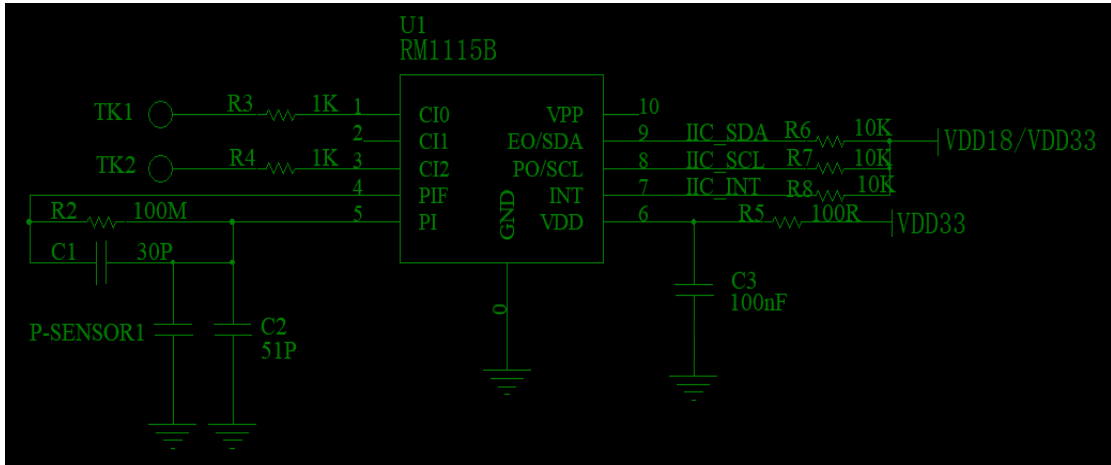 U1
RM1115B
TK1
R3
1K
1
CI0
VPP
10
2
CI1
EO/SDA
9
IIC_SDA
R6
10K
VDD18/VDD33
TK2
R4
1K
3
CI2
PO/SCL
8
IIC_SCL
R7
10K
4
PIF
INT
7
IIC_INT
R8
10K
R2
100M
5
PI
GND
VDD
6
R5
100R
VDD33
C1
30P
0
C3
100nF
P-SENSOR1
C2
51P